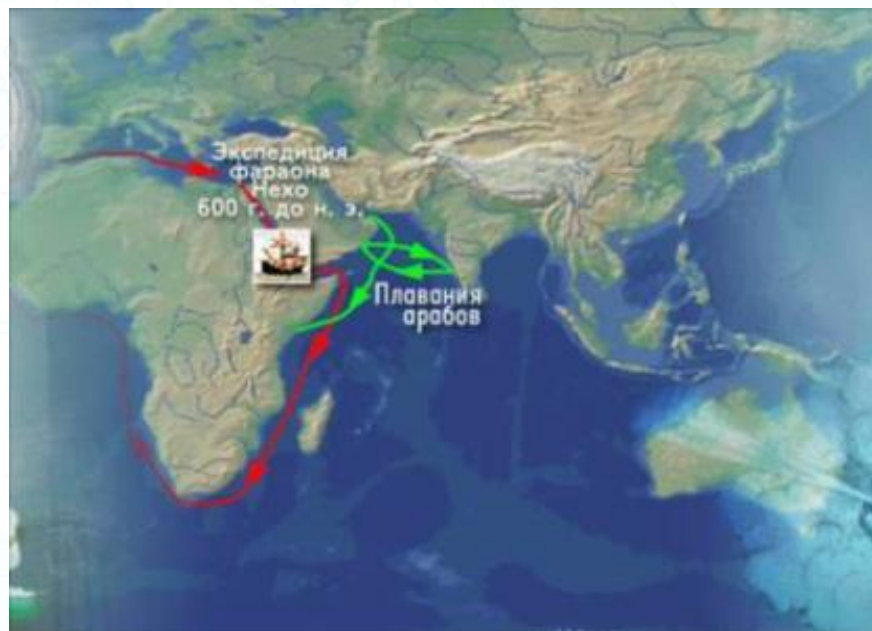 Экспедиция
фараона
Нехо
600 г. до н. э.
Плавания
арабов